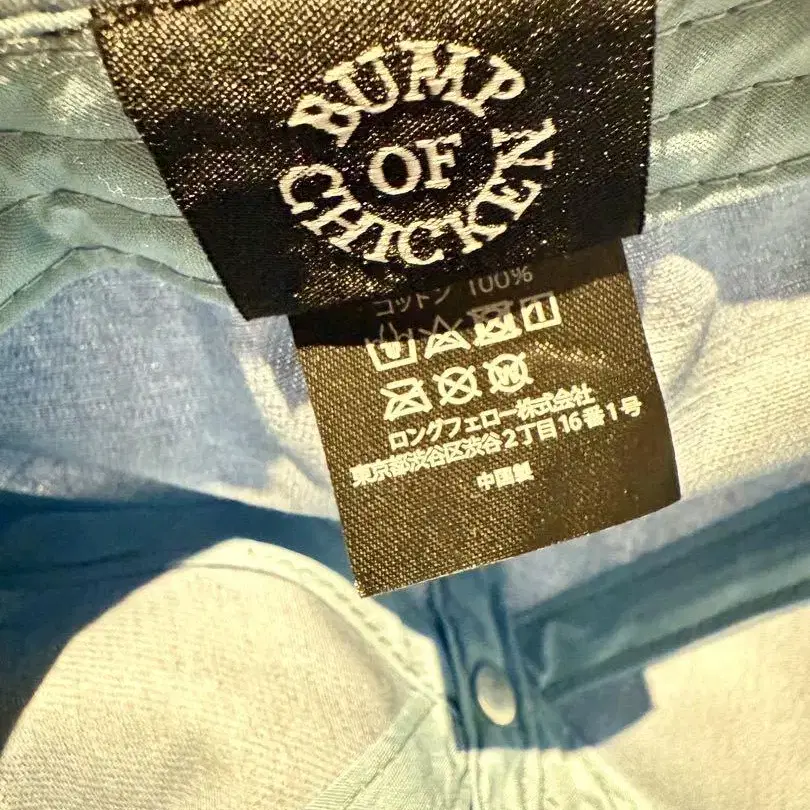 BUMP
OF
CHICKEN
コットン 100%
ロングフェロー株式会社
東京都渋谷区渋谷2丁目16番1号
中国製